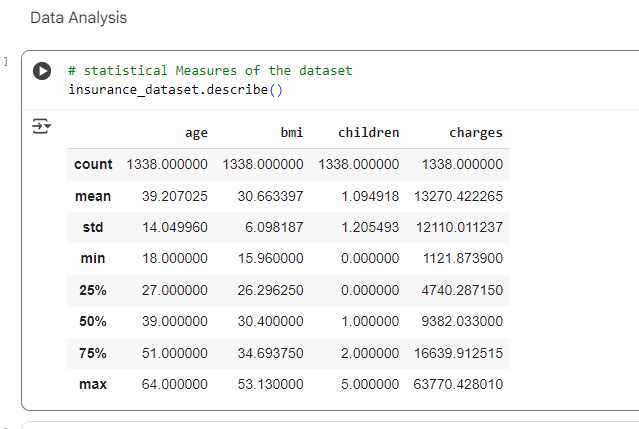 Data Analysis
]
# statistical Measures of the dataset
insurance_dataset.describe()
age bmi children charges
count 1338.000000 1338.000000 1338.000000 1338.000000
mean 39.207025 30.663397 1.094918 13270.422265
std 14.049960 6.098187 1.205493 12110.011237
min 18.000000 15.960000 0.000000 1121.873900
25% 27.000000 26.296250 0.000000 4740.287150
50% 39.000000 30.400000 1.000000 9382.033000
75% 51.000000 34.693750 2.000000 16639.912515
max 64.000000 53.130000 5.000000 63770.428010